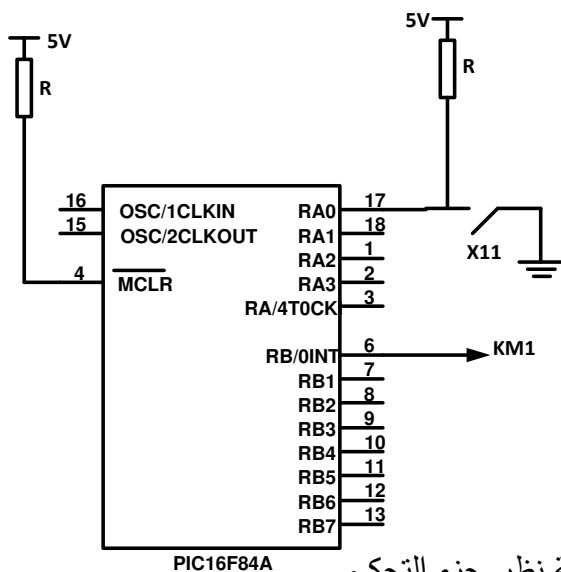 5V
R
5V
R
16 OSC/1CLKIN
15 OSC/2CLKOUT
4 MCLR
RA0 17
RA1 18
RA2 1
RA3 2
RA/4T0CK 3
X11
RB/0INT 6
KM1
RB1 7
RB2 8
RB3 9
RB4 10
RB5 11
RB6 12
RB7 13
PIC16F84A